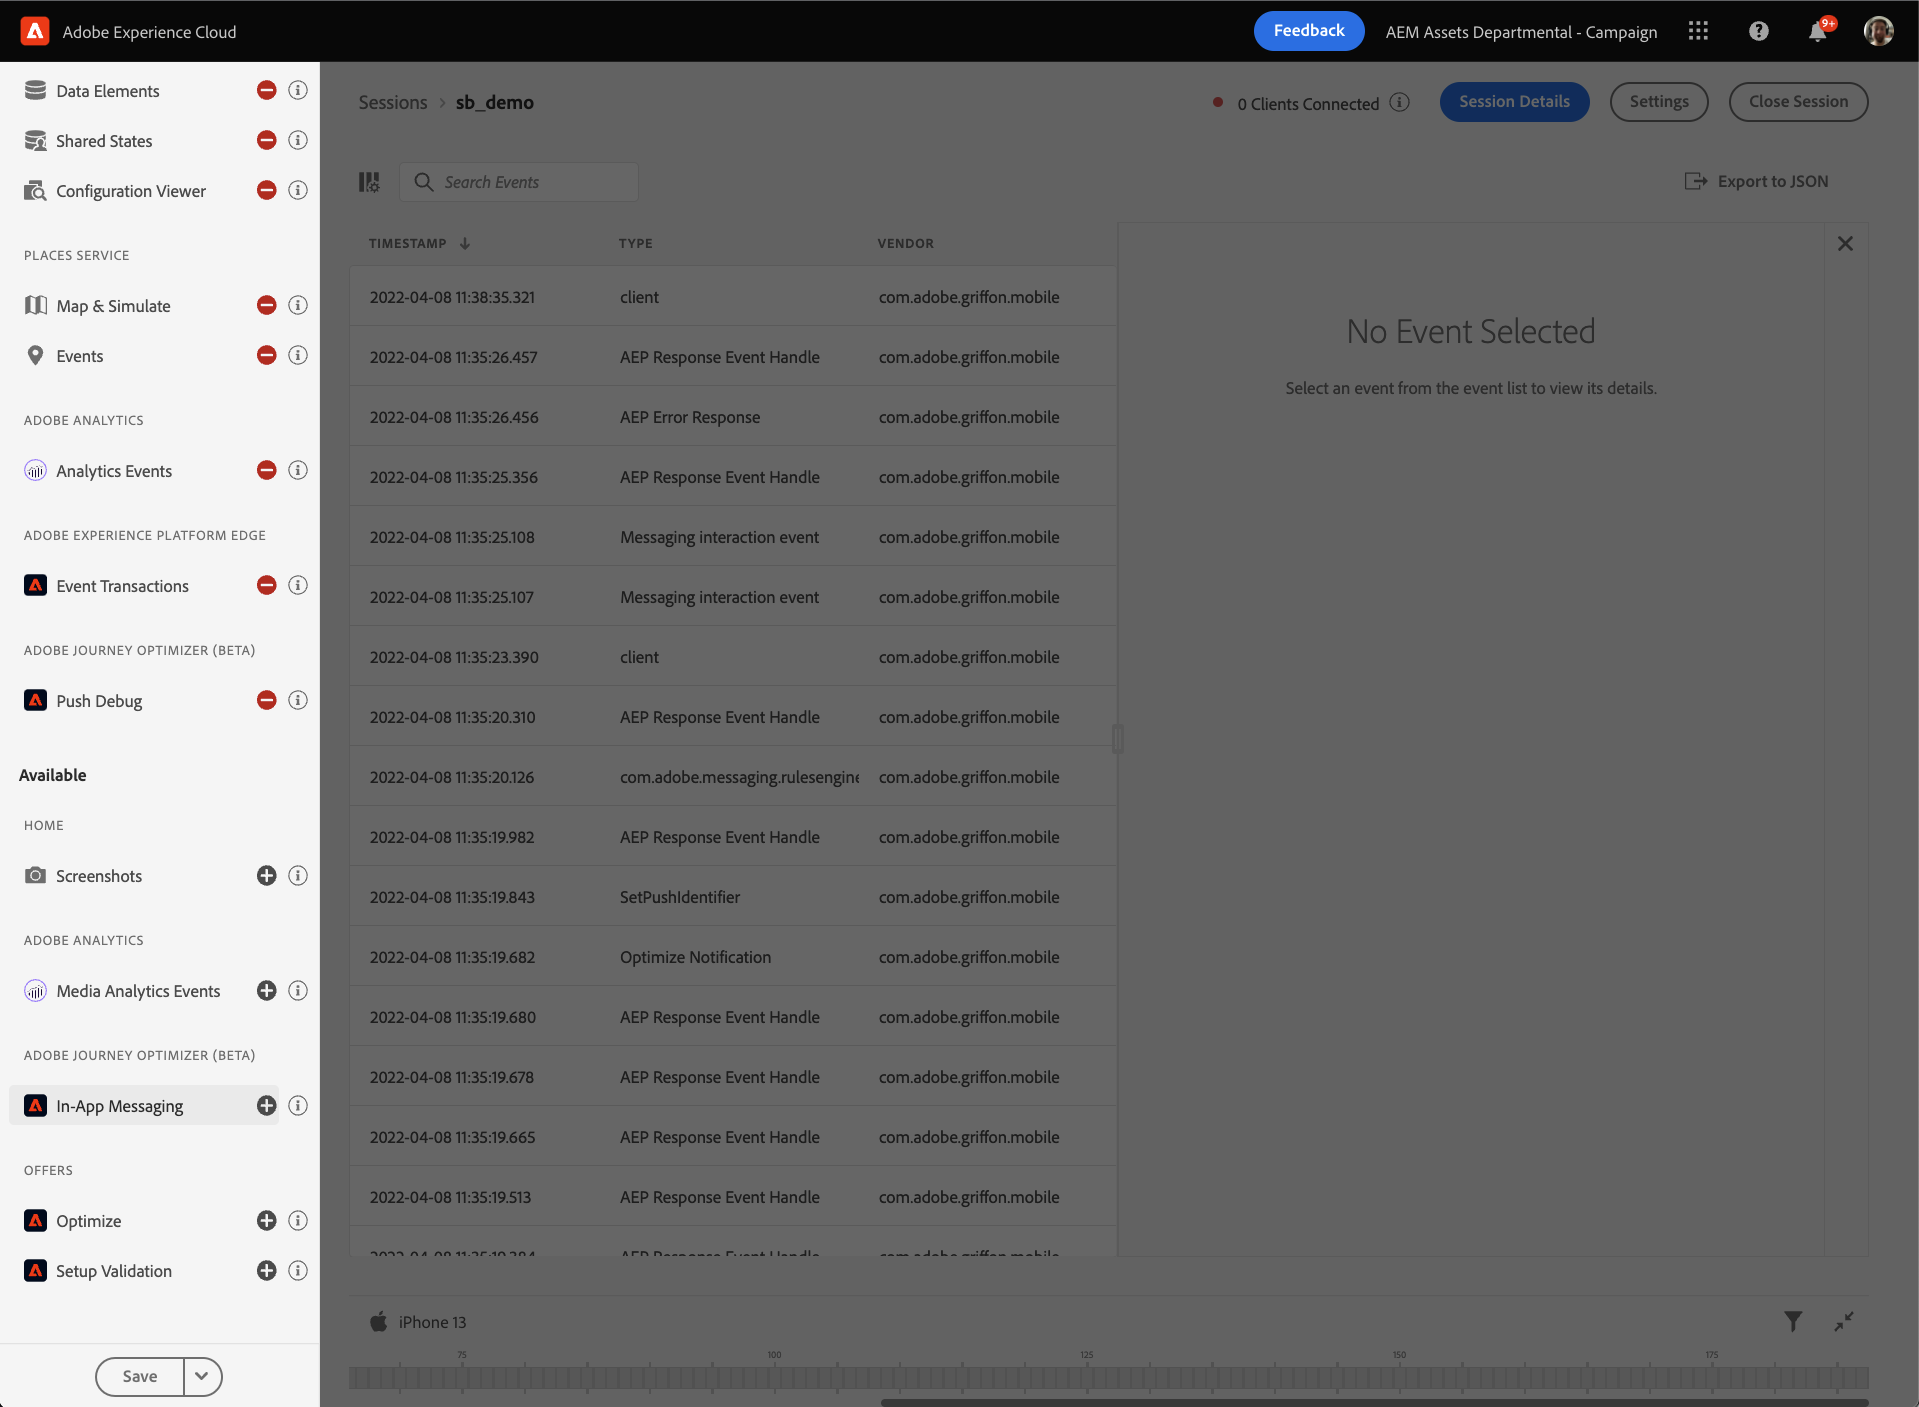 Adobe Experience Cloud
Feedback
AEM Assets Departmental - Campaign
9+
Data Elements
Shared States
Configuration Viewer
PLACES SERVICE
Map & Simulate
Events
ADOBE ANALYTICS
Analytics Events
ADOBE EXPERIENCE PLATFORM EDGE
Event Transactions
ADOBE JOURNEY OPTIMIZER (BETA)
Push Debug
Available
HOME
Screenshots
ADOBE ANALYTICS
Media Analytics Events
ADOBE JOURNEY OPTIMIZER (BETA)
In-App Messaging
OFFERS
Optimize
Setup Validation
Save
Sessions > sb_demo
0 Clients Connected
Session Details
Settings
Close Session
Search Events
Export to JSON
TIMESTAMP TYPE VENDOR
2022-04-08 11:38:35.321 client com.adobe.griffon.mobile
2022-04-08 11:35:26.457 AEP Response Event Handle com.adobe.griffon.mobile
2022-04-08 11:35:26.456 AEP Error Response com.adobe.griffon.mobile
2022-04-08 11:35:25.356 AEP Response Event Handle com.adobe.griffon.mobile
2022-04-08 11:35:25.108 Messaging interaction event com.adobe.griffon.mobile
2022-04-08 11:35:25.107 Messaging interaction event com.adobe.griffon.mobile
2022-04-08 11:35:23.390 client com.adobe.griffon.mobile
2022-04-08 11:35:20.310 AEP Response Event Handle com.adobe.griffon.mobile
2022-04-08 11:35:20.126 com.adobe.messaging.rulesengine com.adobe.griffon.mobile
2022-04-08 11:35:19.982 AEP Response Event Handle com.adobe.griffon.mobile
2022-04-08 11:35:19.843 SetPushIdentifier com.adobe.griffon.mobile
2022-04-08 11:35:19.682 Optimize Notification com.adobe.griffon.mobile
2022-04-08 11:35:19.680 AEP Response Event Handle com.adobe.griffon.mobile
2022-04-08 11:35:19.678 AEP Response Event Handle com.adobe.griffon.mobile
2022-04-08 11:35:19.665 AEP Response Event Handle com.adobe.griffon.mobile
2022-04-08 11:35:19.513 AEP Response Event Handle com.adobe.griffon.mobile
2022-04-08 11:35:19.384 AEP Response Event Handle com.adobe.griffon.mobile
No Event Selected
Select an event from the event list to view its details.
iPhone 13
75 100 125 150 175